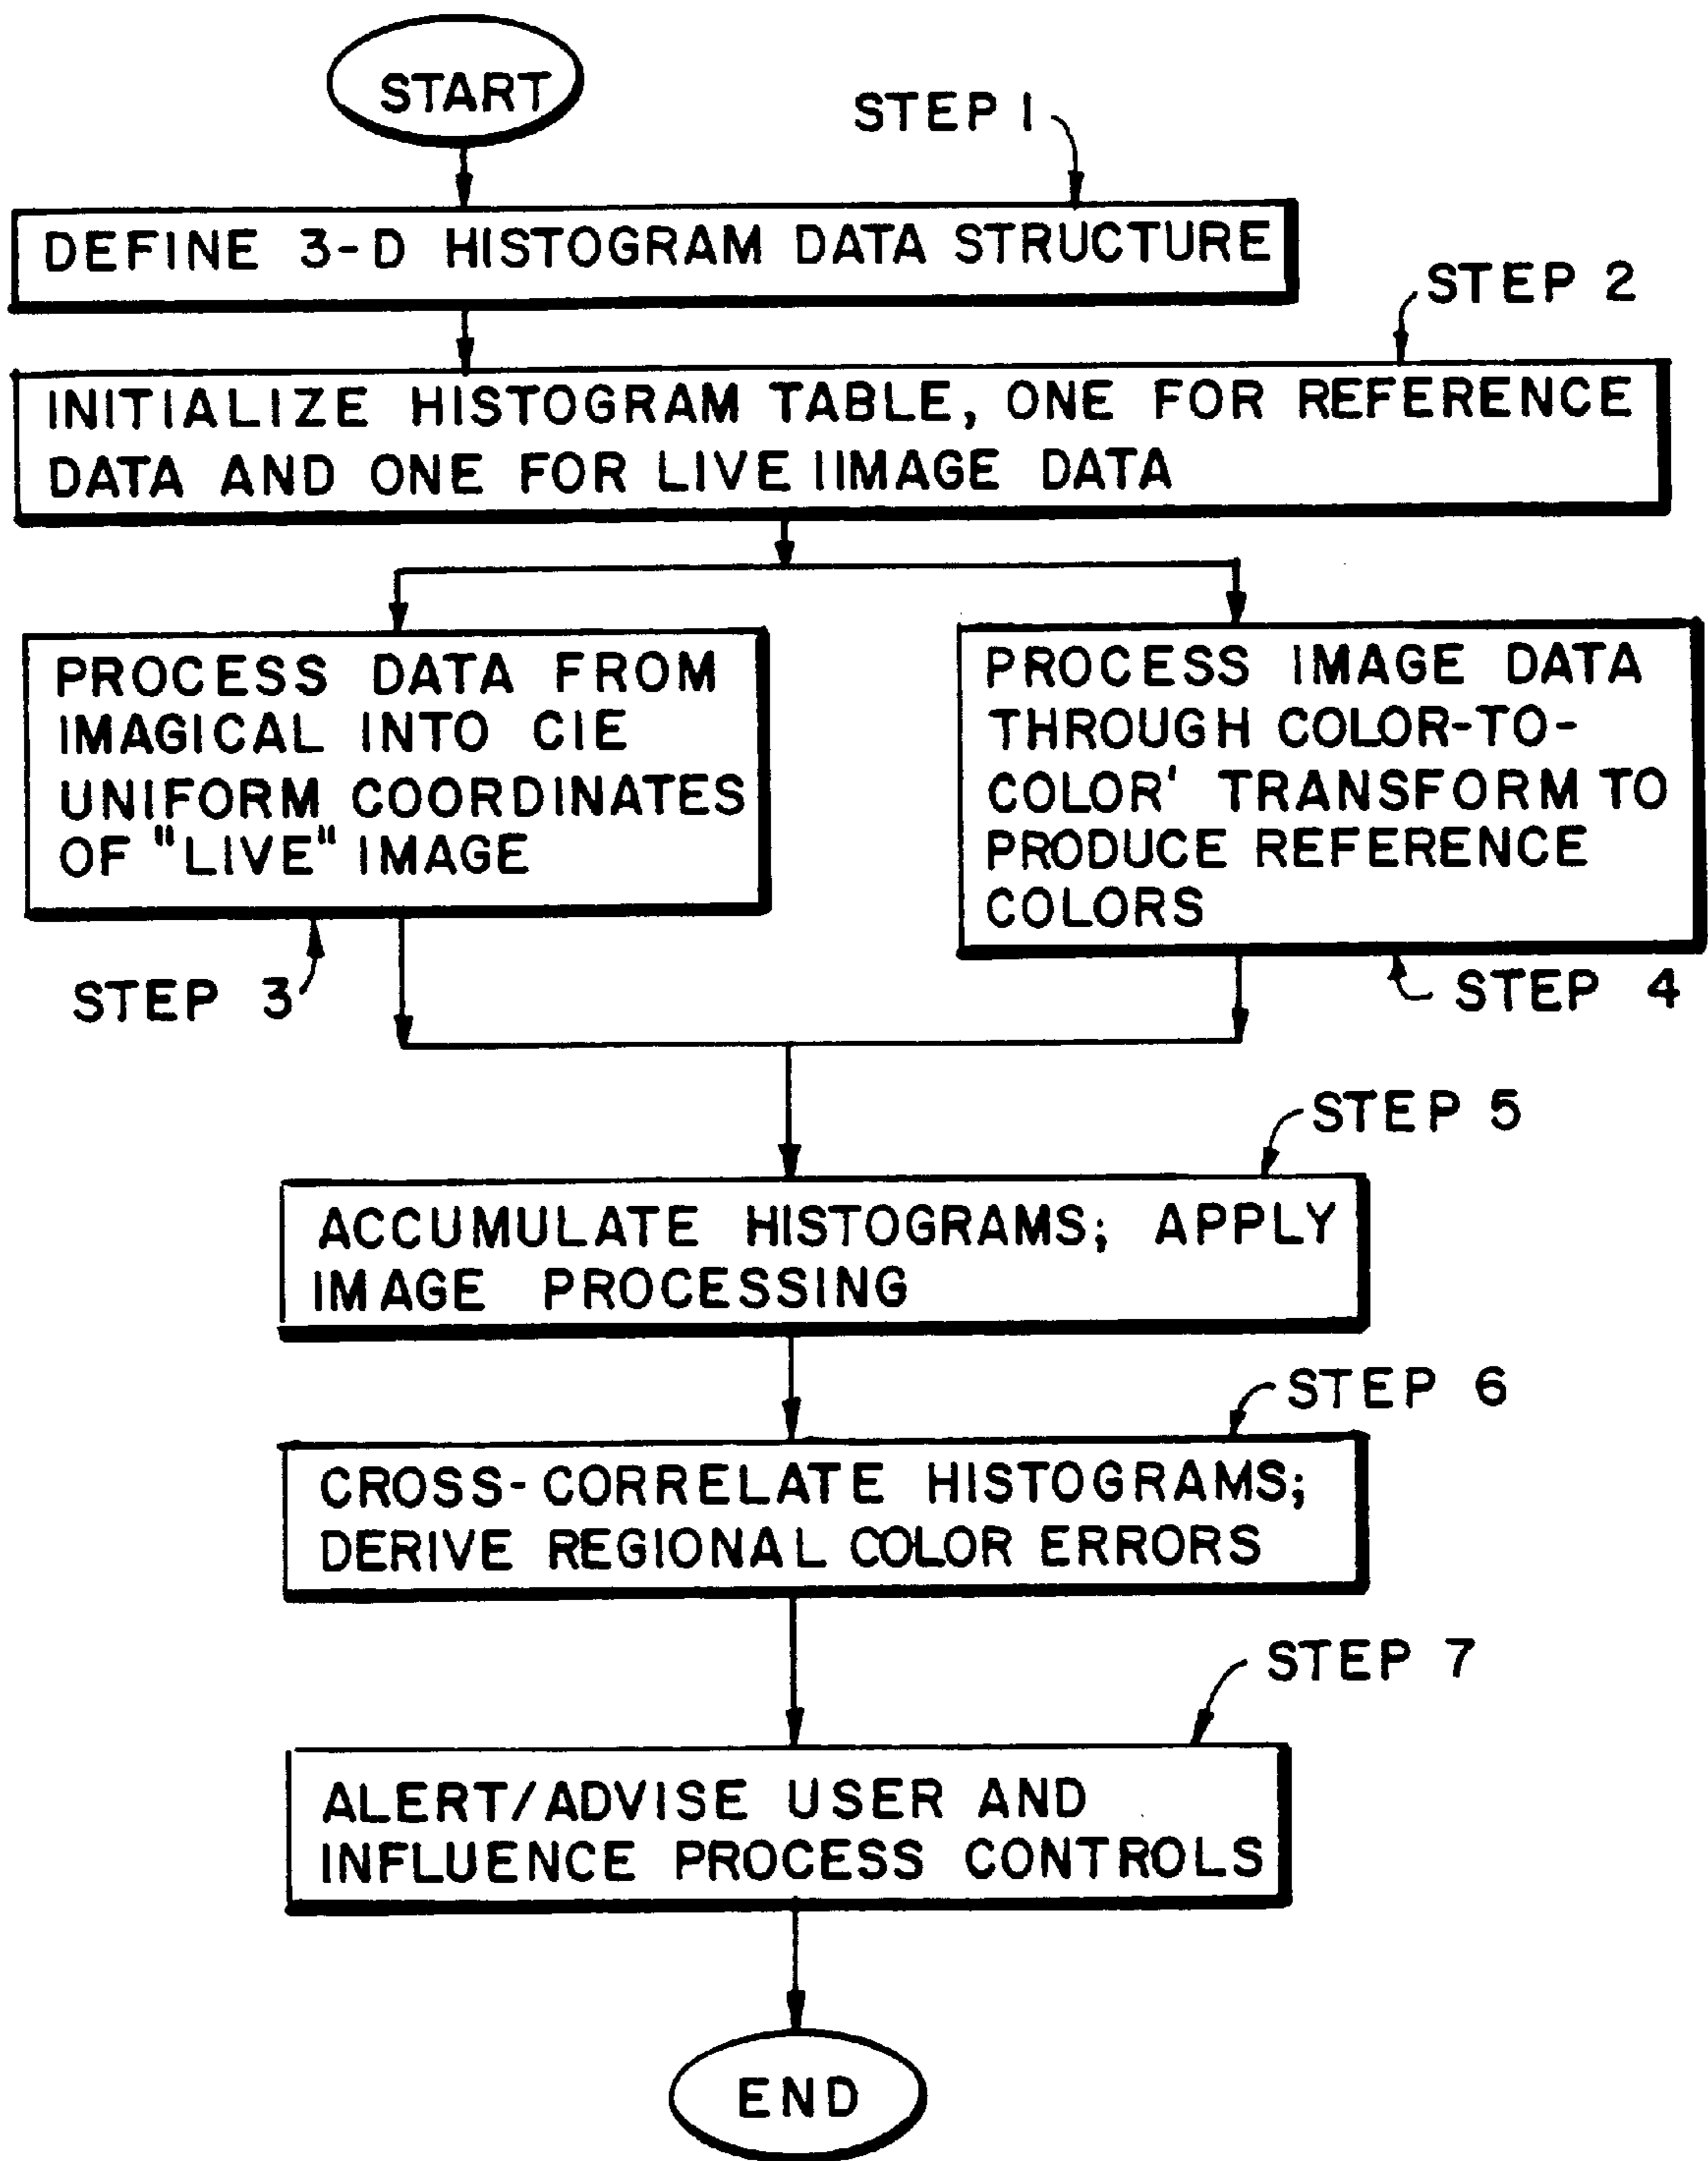 START
STEP 1
DEFINE 3-D HISTOGRAM DATA STRUCTURE
STEP 2
INITIALIZE HISTOGRAM TABLE, ONE FOR REFERENCE
DATA AND ONE FOR LIVE IIMAGE DATA
PROCESS DATA FROM
IMAGICAL INTO CIE
UNIFORM COORDINATES
OF "LIVE" IMAGE
STEP 3
PROCESS IMAGE DATA
THROUGH COLOR-TO-
COLOR' TRANSFORM TO
PRODUCE REFERENCE
COLORS
STEP 4
STEP 5
ACCUMULATE HISTOGRAMS; APPLY
IMAGE PROCESSING
STEP 6
CROSS-CORRELATE HISTOGRAMS;
DERIVE REGIONAL COLOR ERRORS
STEP 7
ALERT/ADVISE USER AND
INFLUENCE PROCESS CONTROLS
END